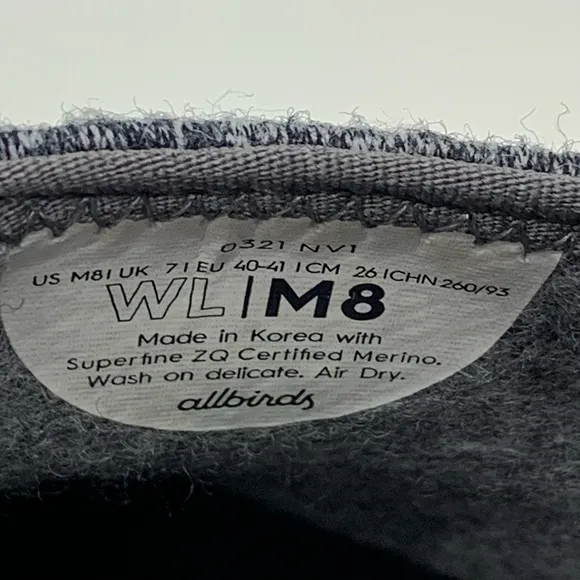 0321 NV1
US M8 | UK 7 | EU 40-41 | CM 26 | CHN 260/93
WL | M8
Made in Korea with
Superfine ZQ Certified Merino.
Wash on delicate. Air Dry.
allbirds